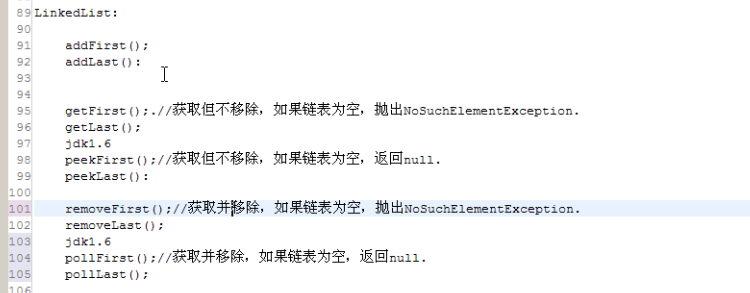 89 LinkedList:
90
91 addFirst();
92 addLast():
93
94
95 getFirst();.//获取但不移除，如果链表为空，抛出NoSuchElementException.
96 getLast();
97 jdk1.6
98 peekFirst();//获取但不移除，如果链表为空，返回null.
99 peekLast():
100
101 removeFirst();//获取并移除，如果链表为空，抛出NoSuchElementException.
102 removeLast();
103 jdk1.6
104 pollFirst();//获取并移除，如果链表为空，返回null.
105 pollLast();
106